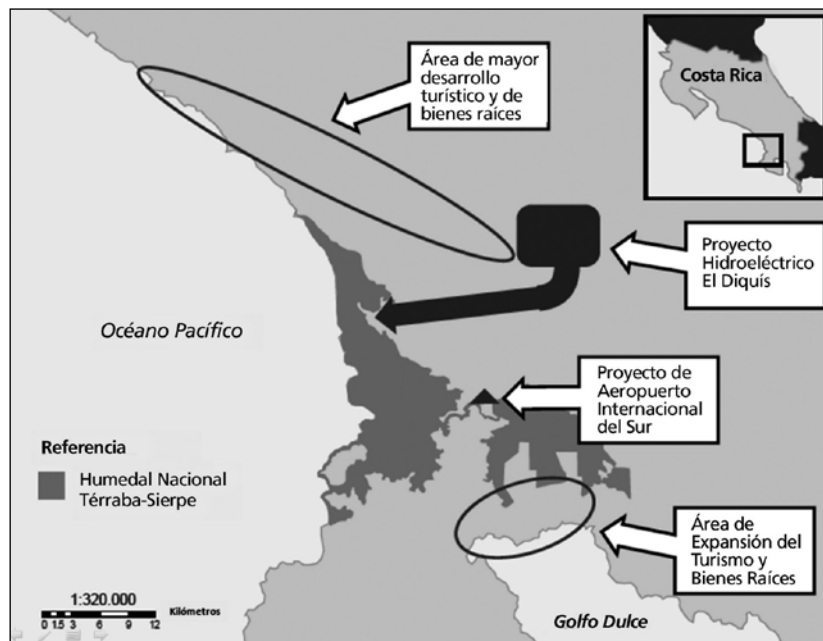 Área de mayor
desarrollo
turístico y de
bienes raíces
Costa Rica
Proyecto
Hidroeléctrico
El Diquís
Océano Pacífico
Proyecto de
Aeropuerto
Internacional
del Sur
Referencia
Humedal Nacional
Térraba-Sierpe
Área de
Expansión del
Turismo y
Bienes Raíces
1:320.000
Kilómetros
0 1.5 3 6 9 12
Golfo Dulce